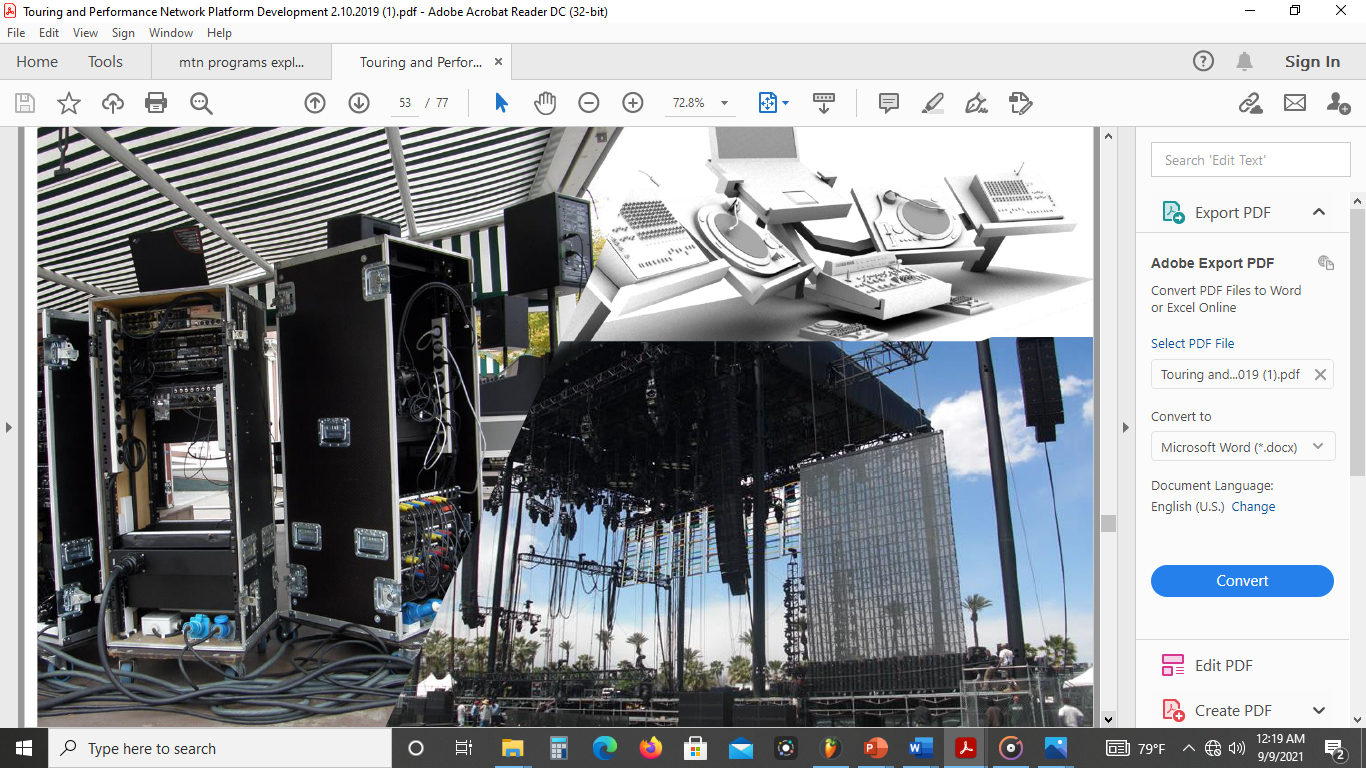 Touring and Performance Network Platform Development 2.10.2019 (1).pdf - Adobe Acrobat Reader DC (32-bit)
File Edit View Sign Window Help
Home Tools mtn programs expl... Touring and Perfor... Sign In
53 / 77 72.8%
Search 'Edit Text'
Export PDF
Adobe Export PDF
Convert PDF Files to Word
or Excel Online
Select PDF File
Touring and...019 (1).pdf
Convert to
Microsoft Word (*.docx)
Document Language:
English (U.S.) Change
Convert
Edit PDF
Create PDF
Type here to search
79°F
12:19 AM
9/9/2021
2